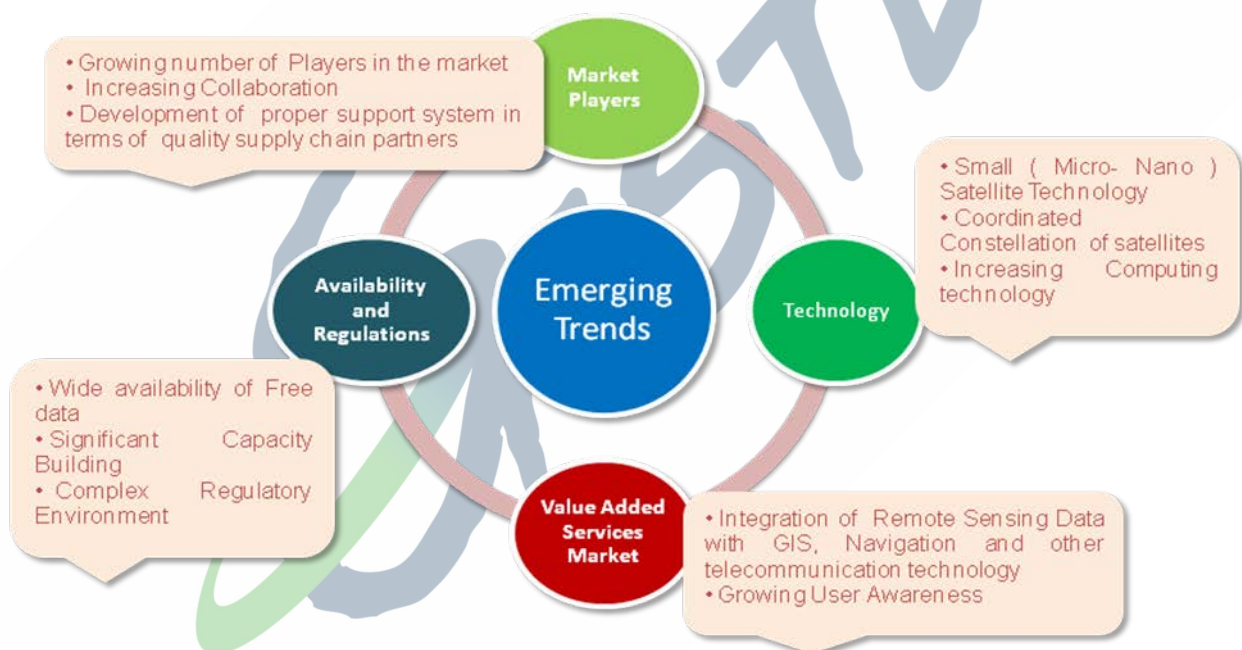 • Growing number of Players in the market
• Increasing Collaboration
• Development of proper support system in
terms of quality supply chain partners
Market
Players
• Small ( Micro- Nano )
Satellite Technology
• Coordinated
Constellation of satellites
• Increasing Computing
technology
Availability
and
Regulations
Emerging
Trends
Technology
• Wide availability of Free
data
• Significant Capacity
Building
• Complex Regulatory
Environment
Value Added
Services
Market
• Integration of Remote Sensing Data
with GIS, Navigation and other
telecommunication technology
• Growing User Awareness